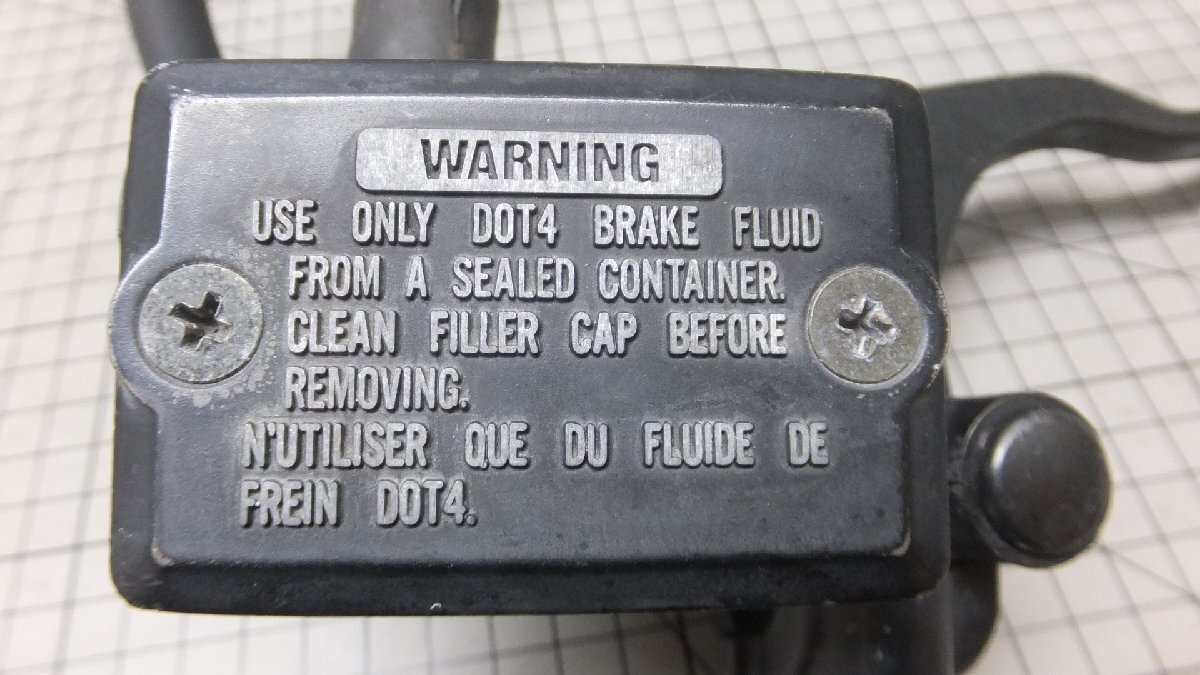 WARNING
USE ONLY DOT4 BRAKE FLUID
FROM A SEALED CONTAINER.
CLEAN FILLER CAP BEFORE
REMOVING.
N'UTILISER QUE DU FLUIDE DE
FREIN DOT4.